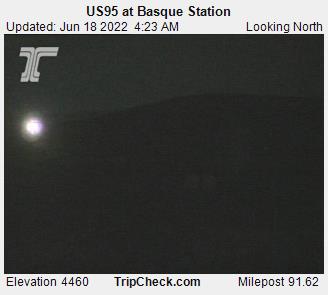 US95 at Basque Station
Updated: Jun 18 2022 4:23 AM Looking North
Elevation 4460 TripCheck.com Milepost 91.62